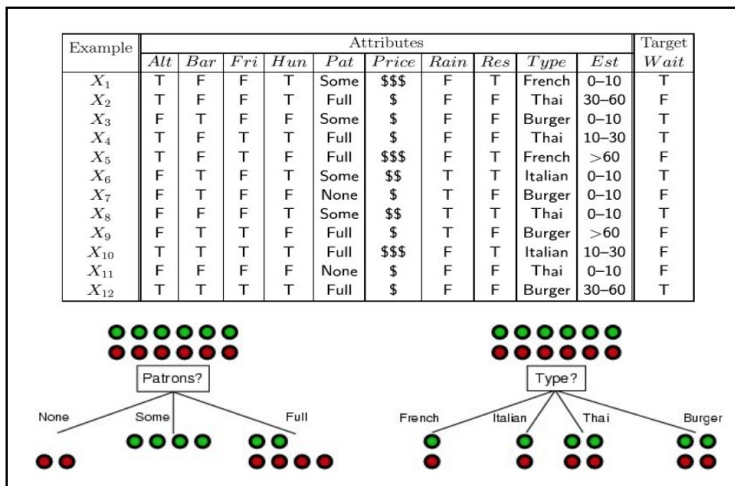 Example Attributes Target
Alt Bar Fri Hun Pat Price Rain Res Type Est Wait
X1 T F F T Some $$$ F T French 0–10 T
X2 T F F T Full $ F F Thai 30–60 F
X3 F T F F Some $ F F Burger 0–10 T
X4 T F T T Full $ F F Thai 10–30 T
X5 T F T F Full $$$ F T French >60 F
X6 F T F T Some $$ T T Italian 0–10 T
X7 F T F F None $ T F Burger 0–10 F
X8 F F F T Some $$ T T Thai 0–10 T
X9 F T T F Full $ T F Burger >60 F
X10 T T T T Full $$$ F T Italian 10–30 F
X11 F F F F None $ F F Thai 0–10 F
X12 T T T T Full $ F F Burger 30–60 T
Patrons? Type?
None Some Full French Italian Thai Burger